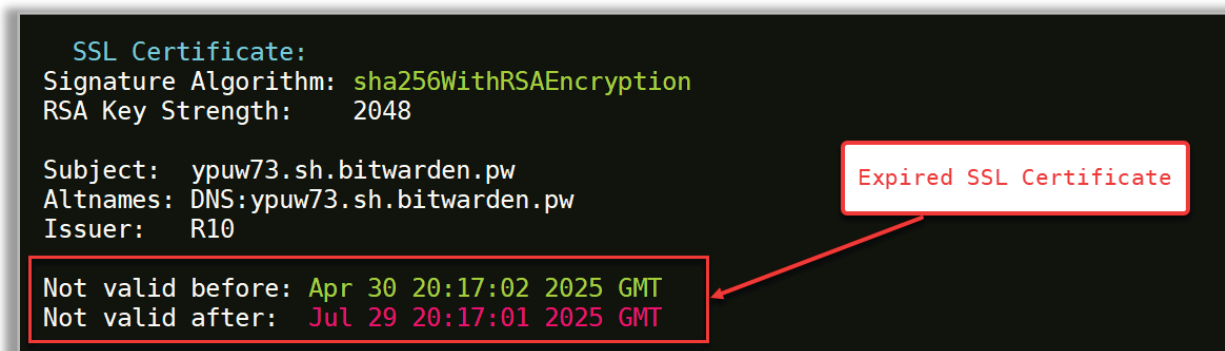 SSL Certificate:
Signature Algorithm: sha256WithRSAEncryption
RSA Key Strength: 2048
Subject: ypuw73.sh.bitwarden.pw
Altnames: DNS:ypuw73.sh.bitwarden.pw
Issuer: R10
Expired SSL Certificate
Not valid before: Apr 30 20:17:02 2025 GMT
Not valid after: Jul 29 20:17:01 2025 GMT